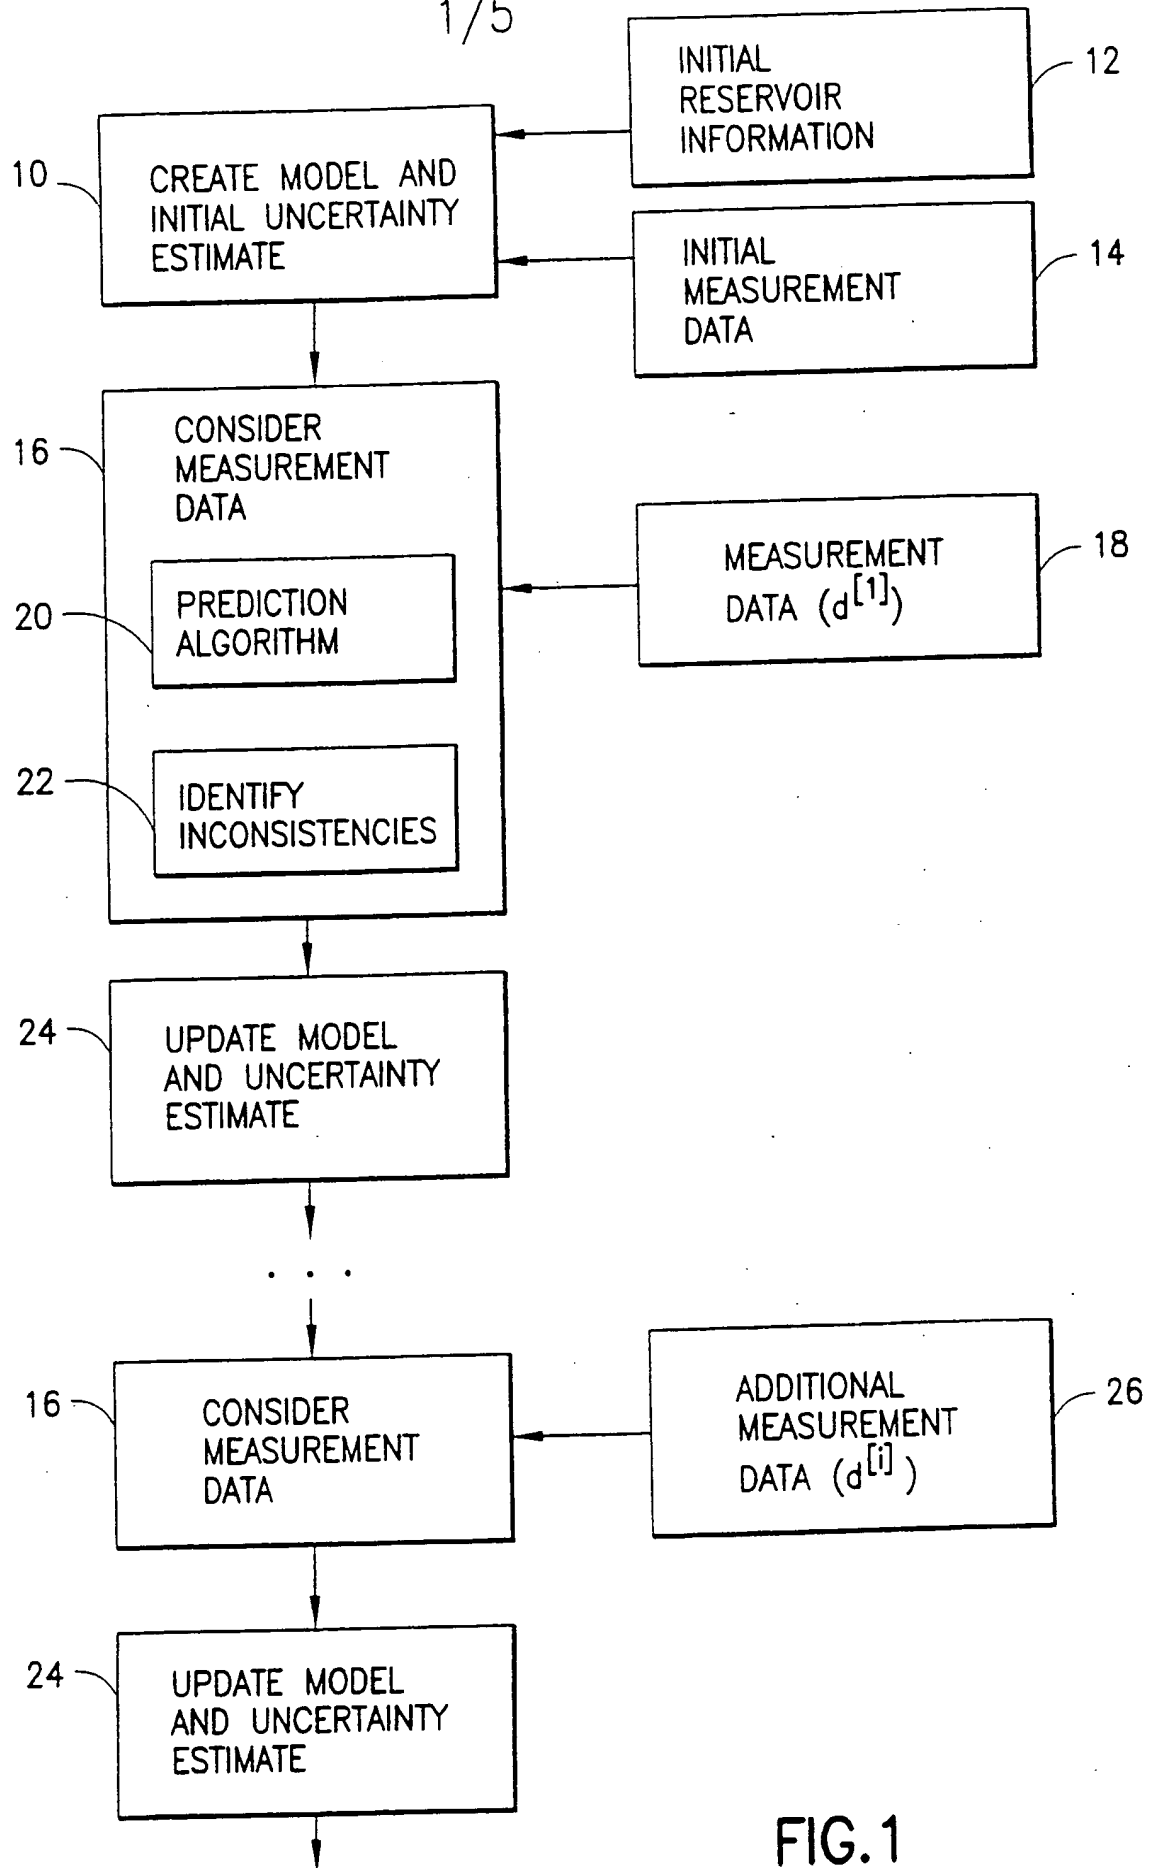 1/5
INITIAL
RESERVOIR
INFORMATION
12
10
CREATE MODEL AND
INITIAL UNCERTAINTY
ESTIMATE
INITIAL
MEASUREMENT
DATA
14
16
CONSIDER
MEASUREMENT
DATA
MEASUREMENT
DATA (d[1])
18
20
PREDICTION
ALGORITHM
22
IDENTIFY
INCONSISTENCIES
24
UPDATE MODEL
AND UNCERTAINTY
ESTIMATE
. . .
16
CONSIDER
MEASUREMENT
DATA
ADDITIONAL
MEASUREMENT
DATA (d[i])
26
24
UPDATE MODEL
AND UNCERTAINTY
ESTIMATE
FIG.1